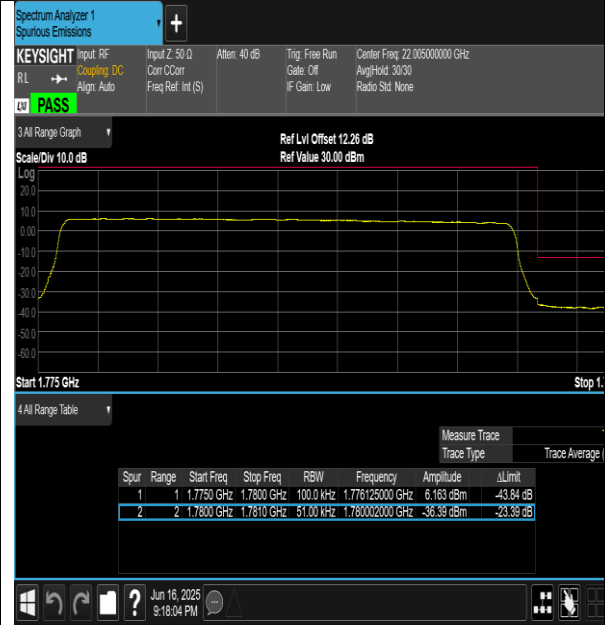 Spectrum Analyzer 1
Spurious Emissions
+
KEYSIGHT Input: RF Input Z: 50 Ω Atten: 40 dB Trig: Free Run Center Freq: 22.005000000 GHz
RL Coupling: DC Corr CCorr Gate: Off Avg|Hold: 30/30
Align: Auto Freq Ref: Int (S) IF Gain: Low Radio Std: None
LXI PASS
3 All Range Graph
Ref Lvl Offset 12.26 dB
Scale/Div 10.0 dB Ref Value 30.00 dBm
Log
20.0
10.0
0.00
-10.0
-20.0
-30.0
-40.0
-50.0
-60.0
Start 1.775 GHz Stop 1.
4 All Range Table
Measure Trace
Trace Type Trace Average (
Spur Range Start Freq Stop Freq RBW Frequency Amplitude ΔLimit
1 1 1.7750 GHz 1.7800 GHz 100.0 kHz 1.776125000 GHz 6.163 dBm -43.84 dB
2 2 1.7800 GHz 1.7810 GHz 51.00 kHz 1.780002000 GHz -36.39 dBm -23.39 dB
? Jun 16, 2025
9:18:04 PM